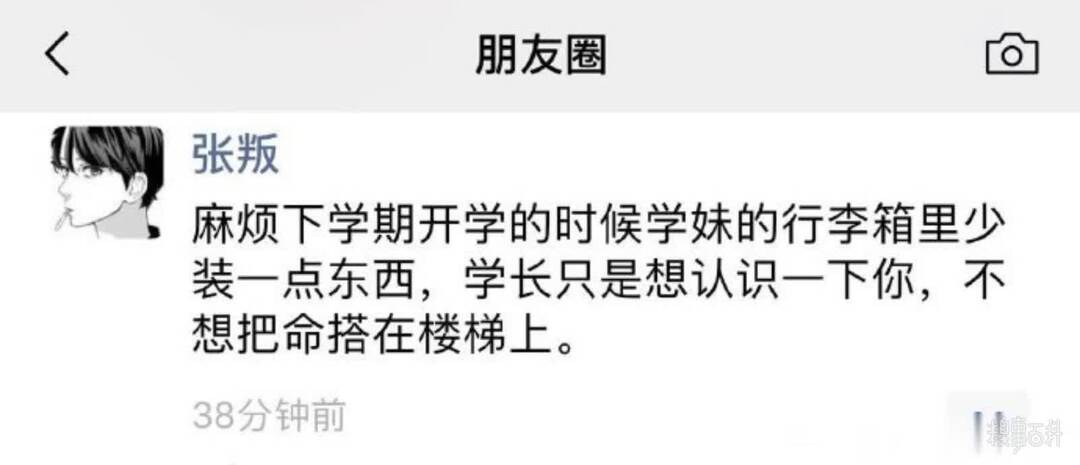 朋友圈
张叛
麻烦下学期开学的时候学妹的行李箱里少
装一点东西，学长只是想认识一下你，不
想把命搭在楼梯上。
38分钟前